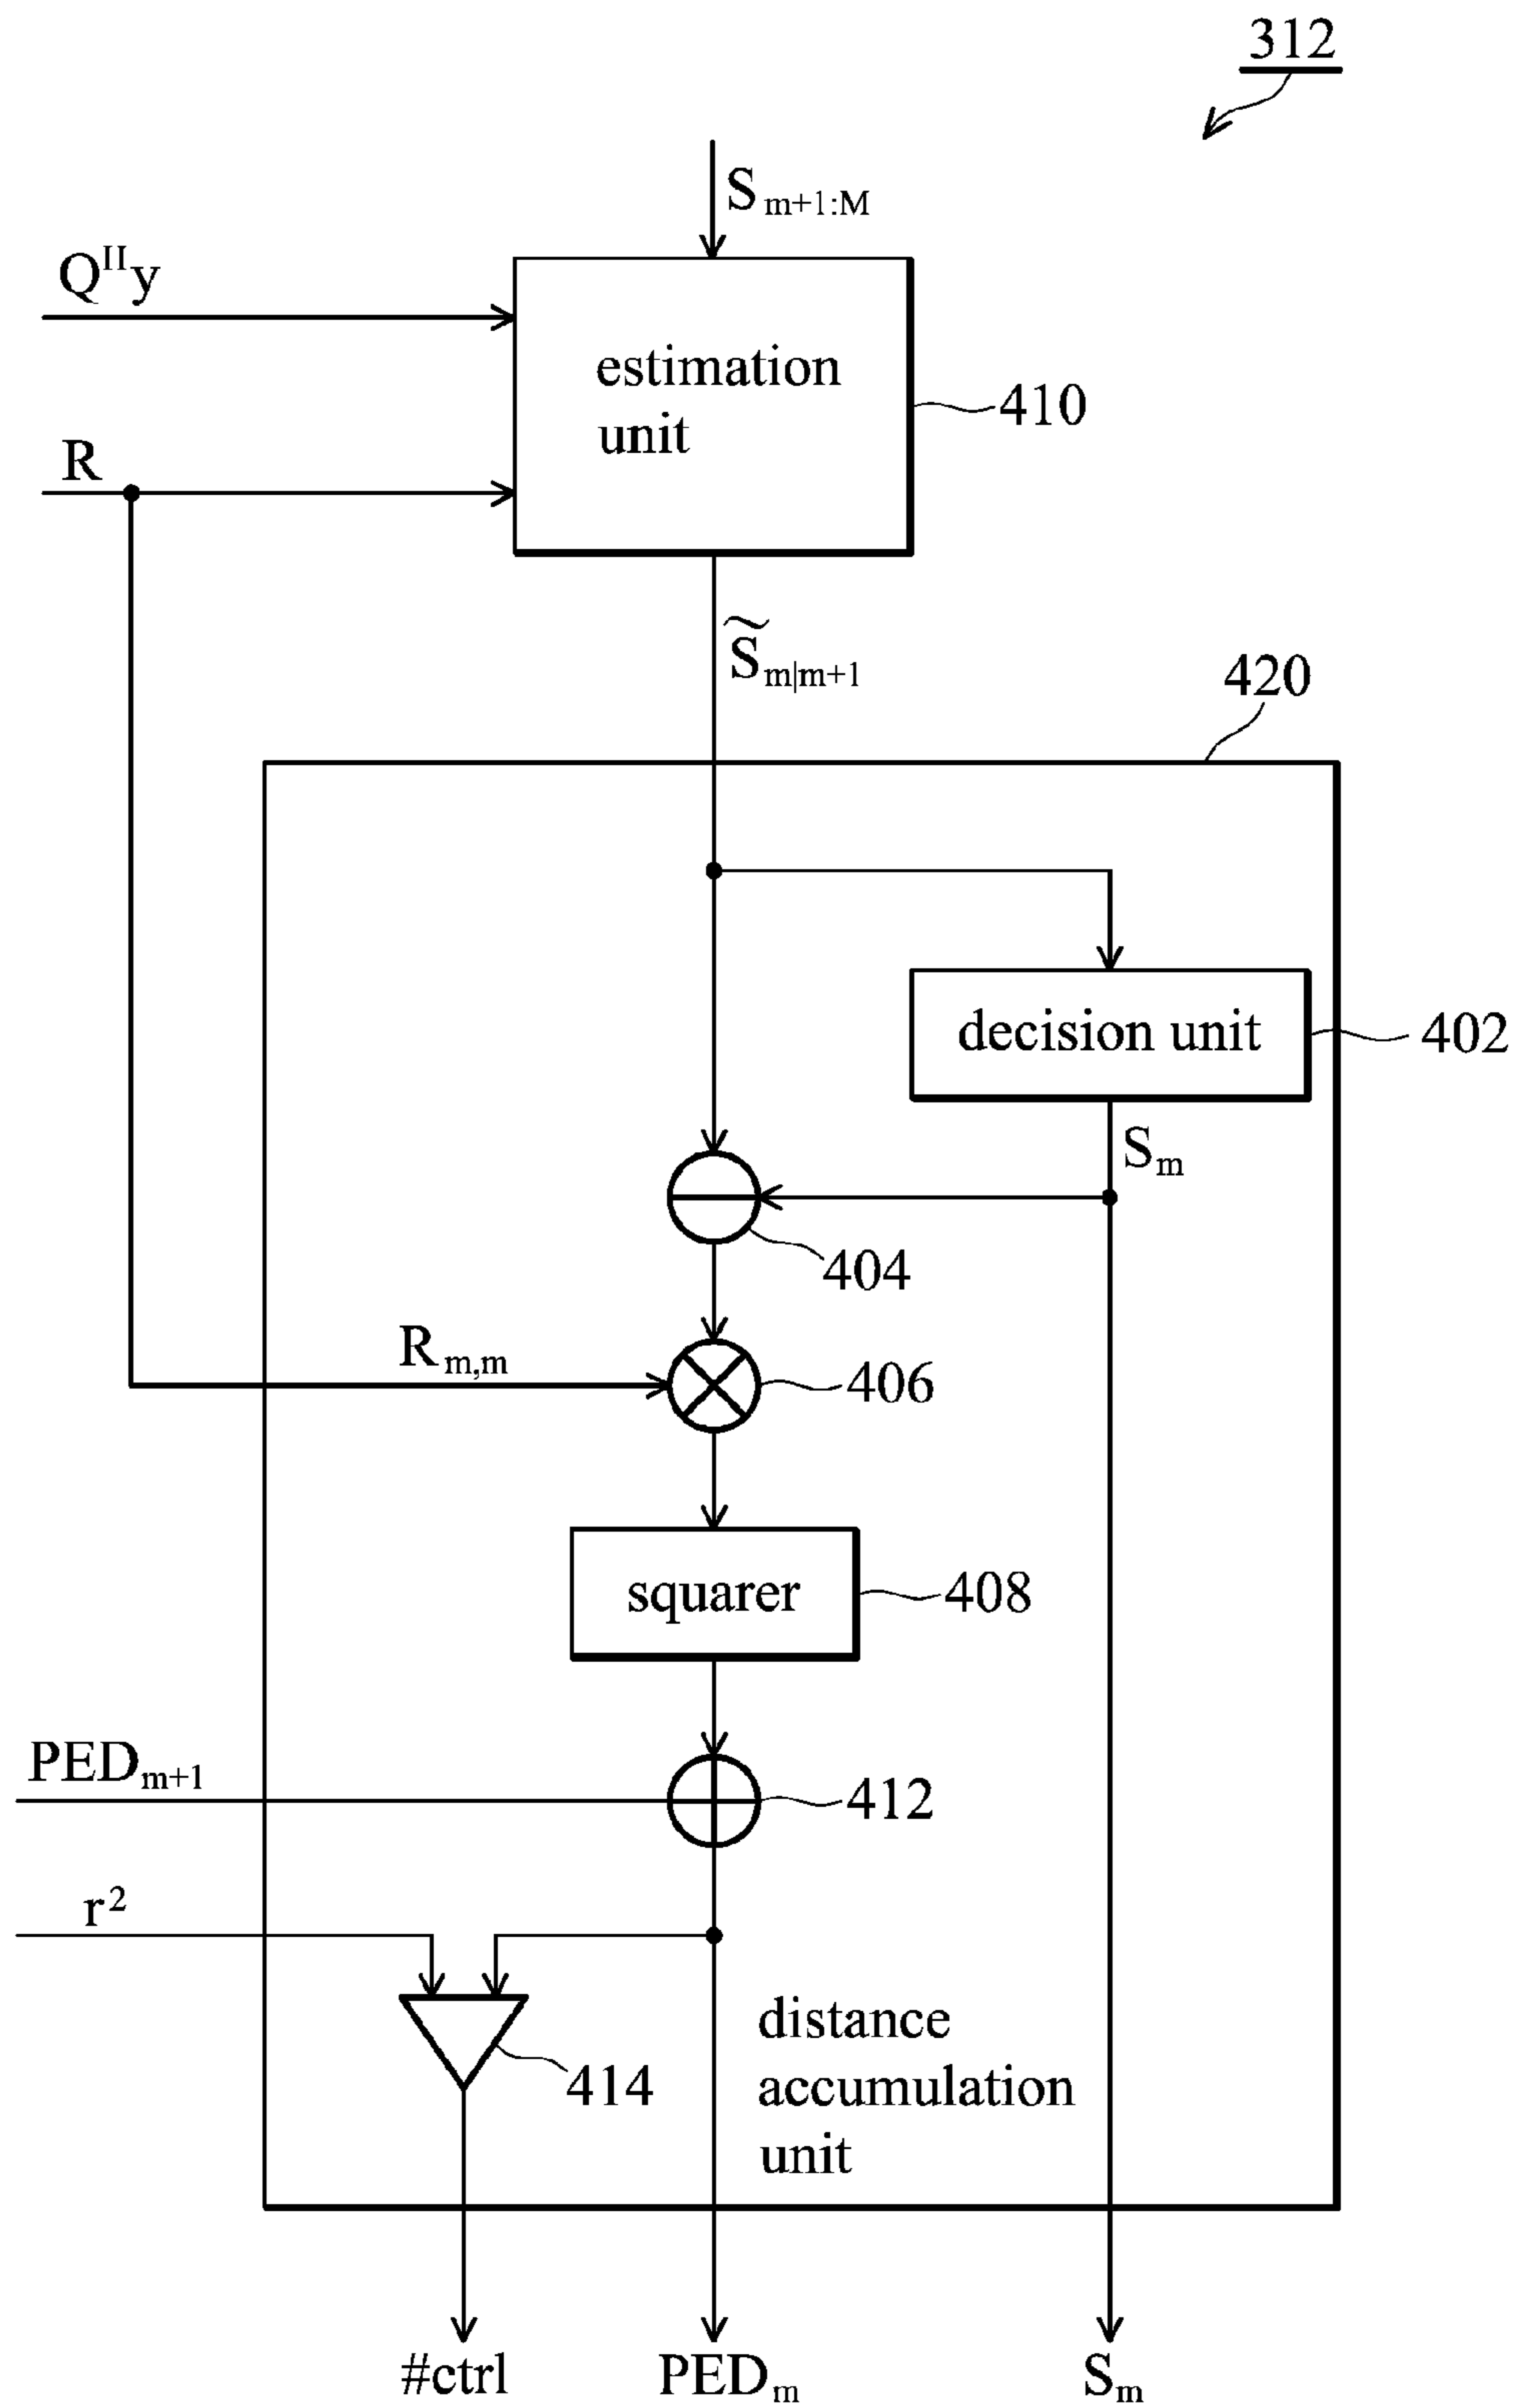 312
S m+1:M
Q^II y
estimation
unit
410
R
S̃ m|m+1
420
decision unit
402
S m
404
R m,m
406
squarer
408
PED m+1
412
r²
distance
accumulation
unit
414
#ctrl
PED m
S m